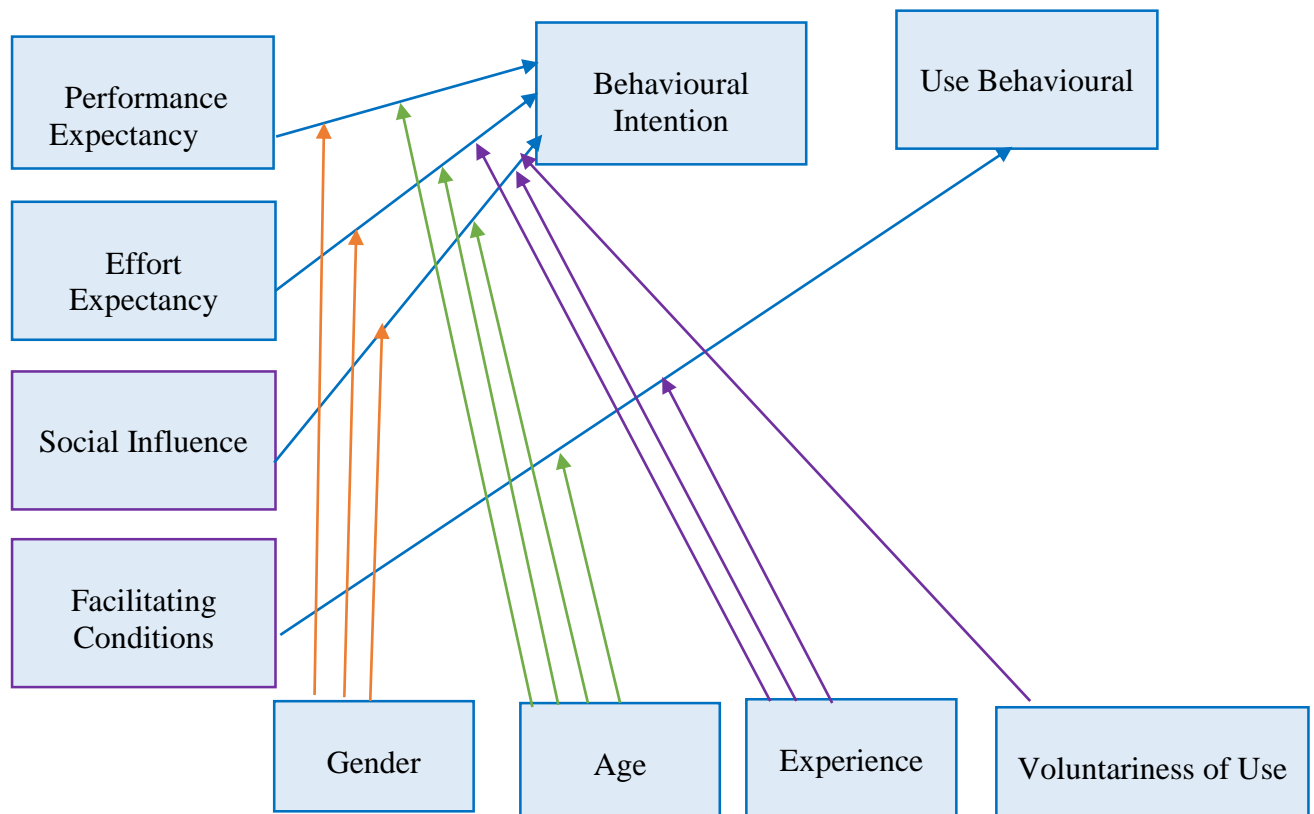 Performance
Expectancy
Behavioural
Intention
Use Behavioural
Effort
Expectancy
Social Influence
Facilitating
Conditions
Gender
Age
Experience
Voluntariness of Use